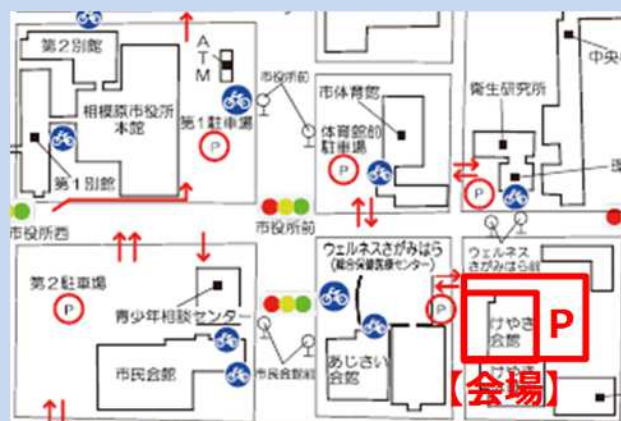 第2別館
ATM
市役所前
市体育館
中央
衛生研究所
相模原市役所
本館
第1駐車場
P
体育館前
駐車場
P
P
第1別館
市役所西
市役所前
ウェルネスさがみはら
(総合保健医療センター)
ウェルネス
さがみはら前
第2駐車場
P
青少年相談センター
P
けやき
会館
P
市民会館
市民会館前
あじさい
会館
【会場】